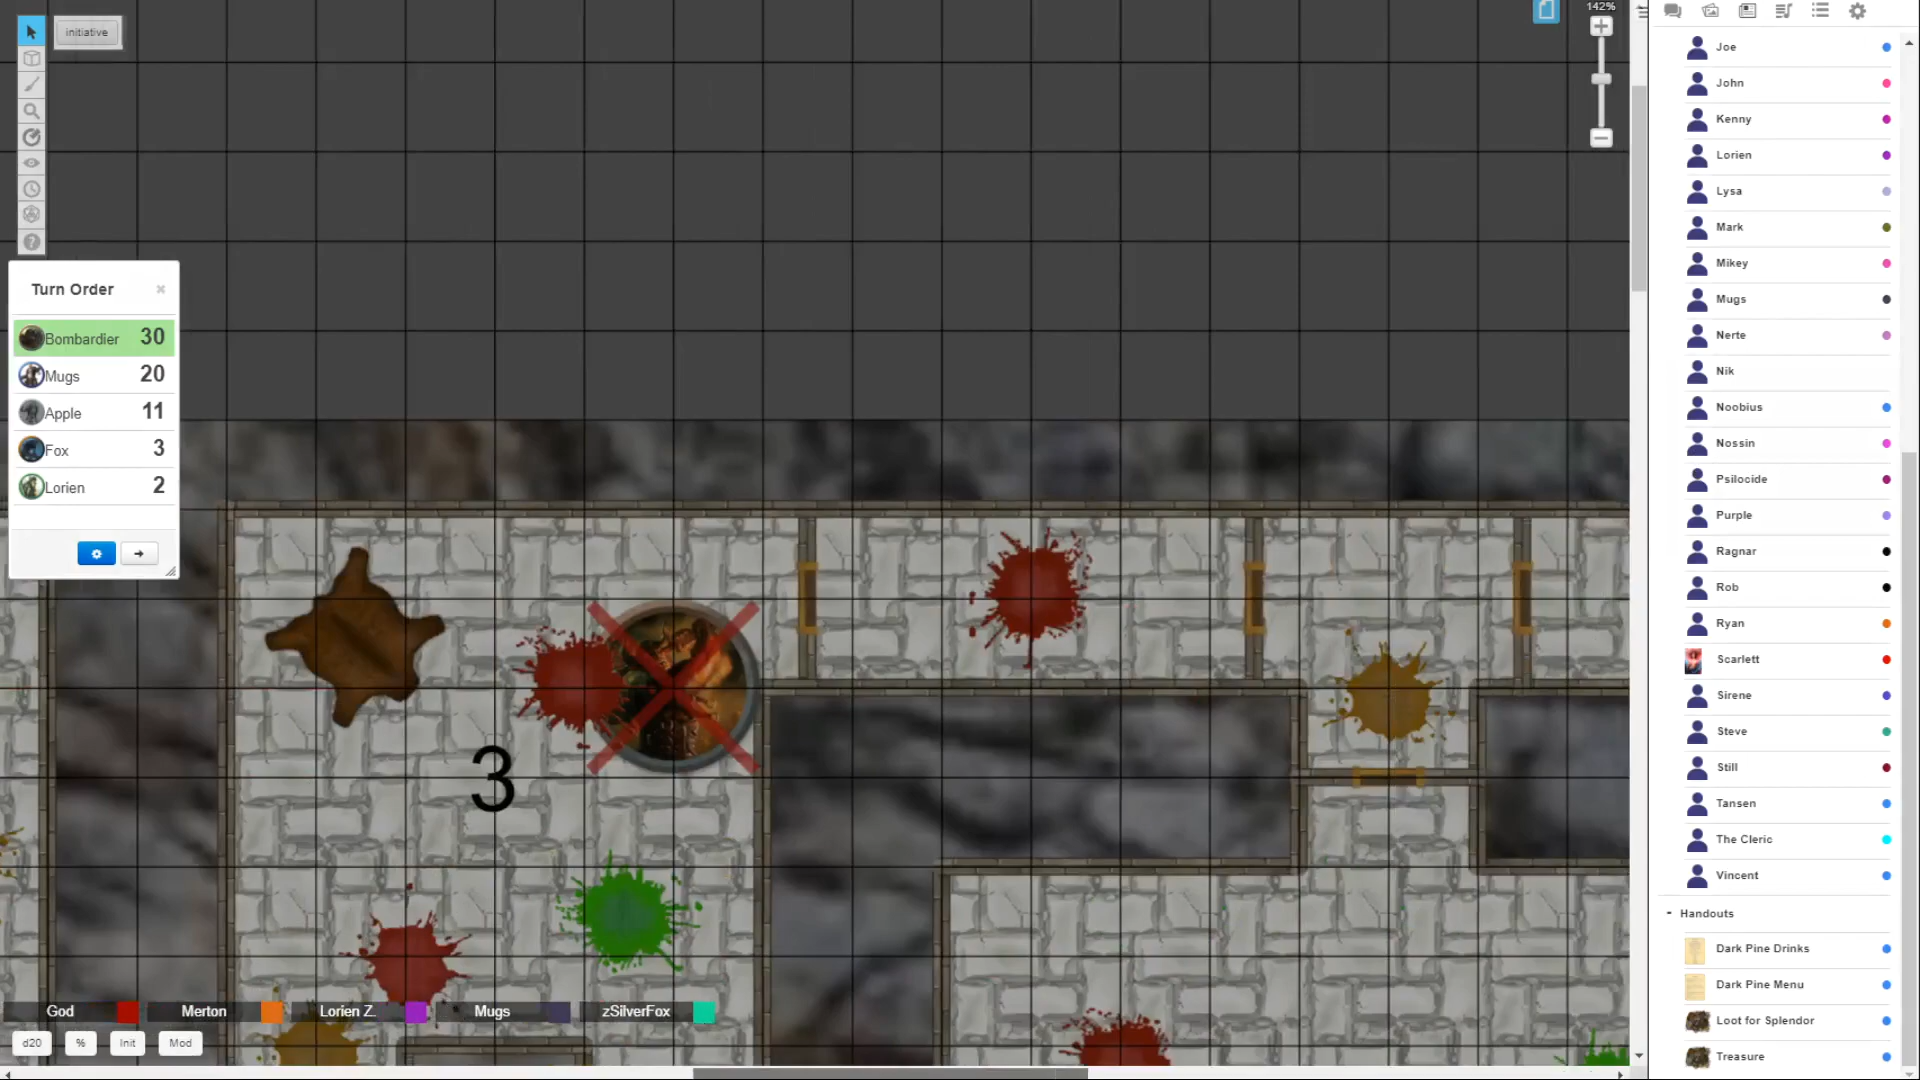 initiative
142%
Turn Order
Bombardier 30
Mugs 20
Apple 11
Fox 3
Lorien 2
3
God
Merton
Lorien Z.
Mugs
zSilverFox
d20
%
Init
Mod
Joe
John
Kenny
Lorien
Lysa
Mark
Mikey
Mugs
Nerte
Nik
Noobius
Nossin
Psilocide
Purple
Ragnar
Rob
Ryan
Scarlett
Sirene
Steve
Still
Tansen
The Cleric
Vincent
Handouts
Dark Pine Drinks
Dark Pine Menu
Loot for Splendor
Treasure